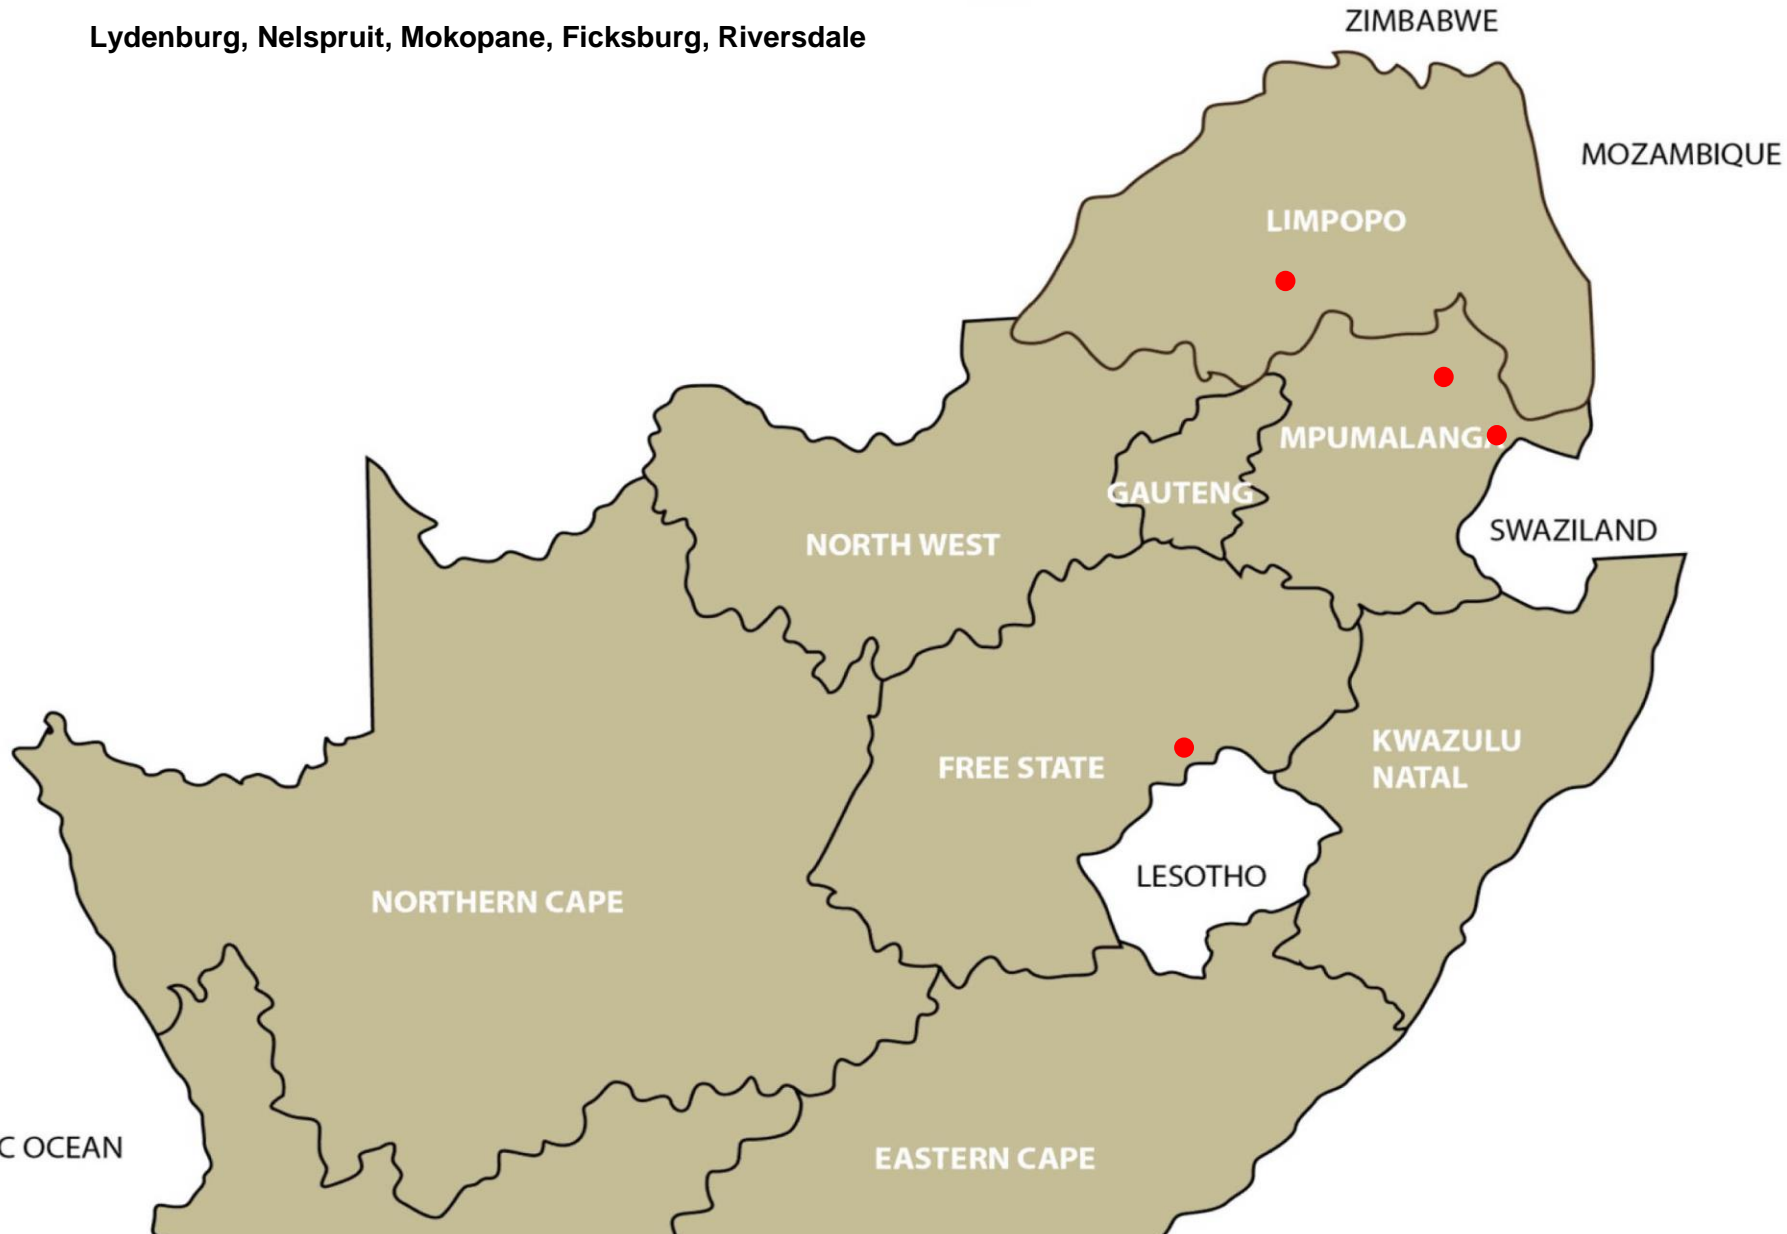 Lydenburg, Nelspruit, Mokopane, Ficksburg, Riversdale
ZIMBABWE
MOZAMBIQUE
LIMPOPO
MPUMALANGA
GAUTENG
SWAZILAND
NORTH WEST
KWAZULU
NATAL
FREE STATE
LESOTHO
NORTHERN CAPE
C OCEAN
EASTERN CAPE